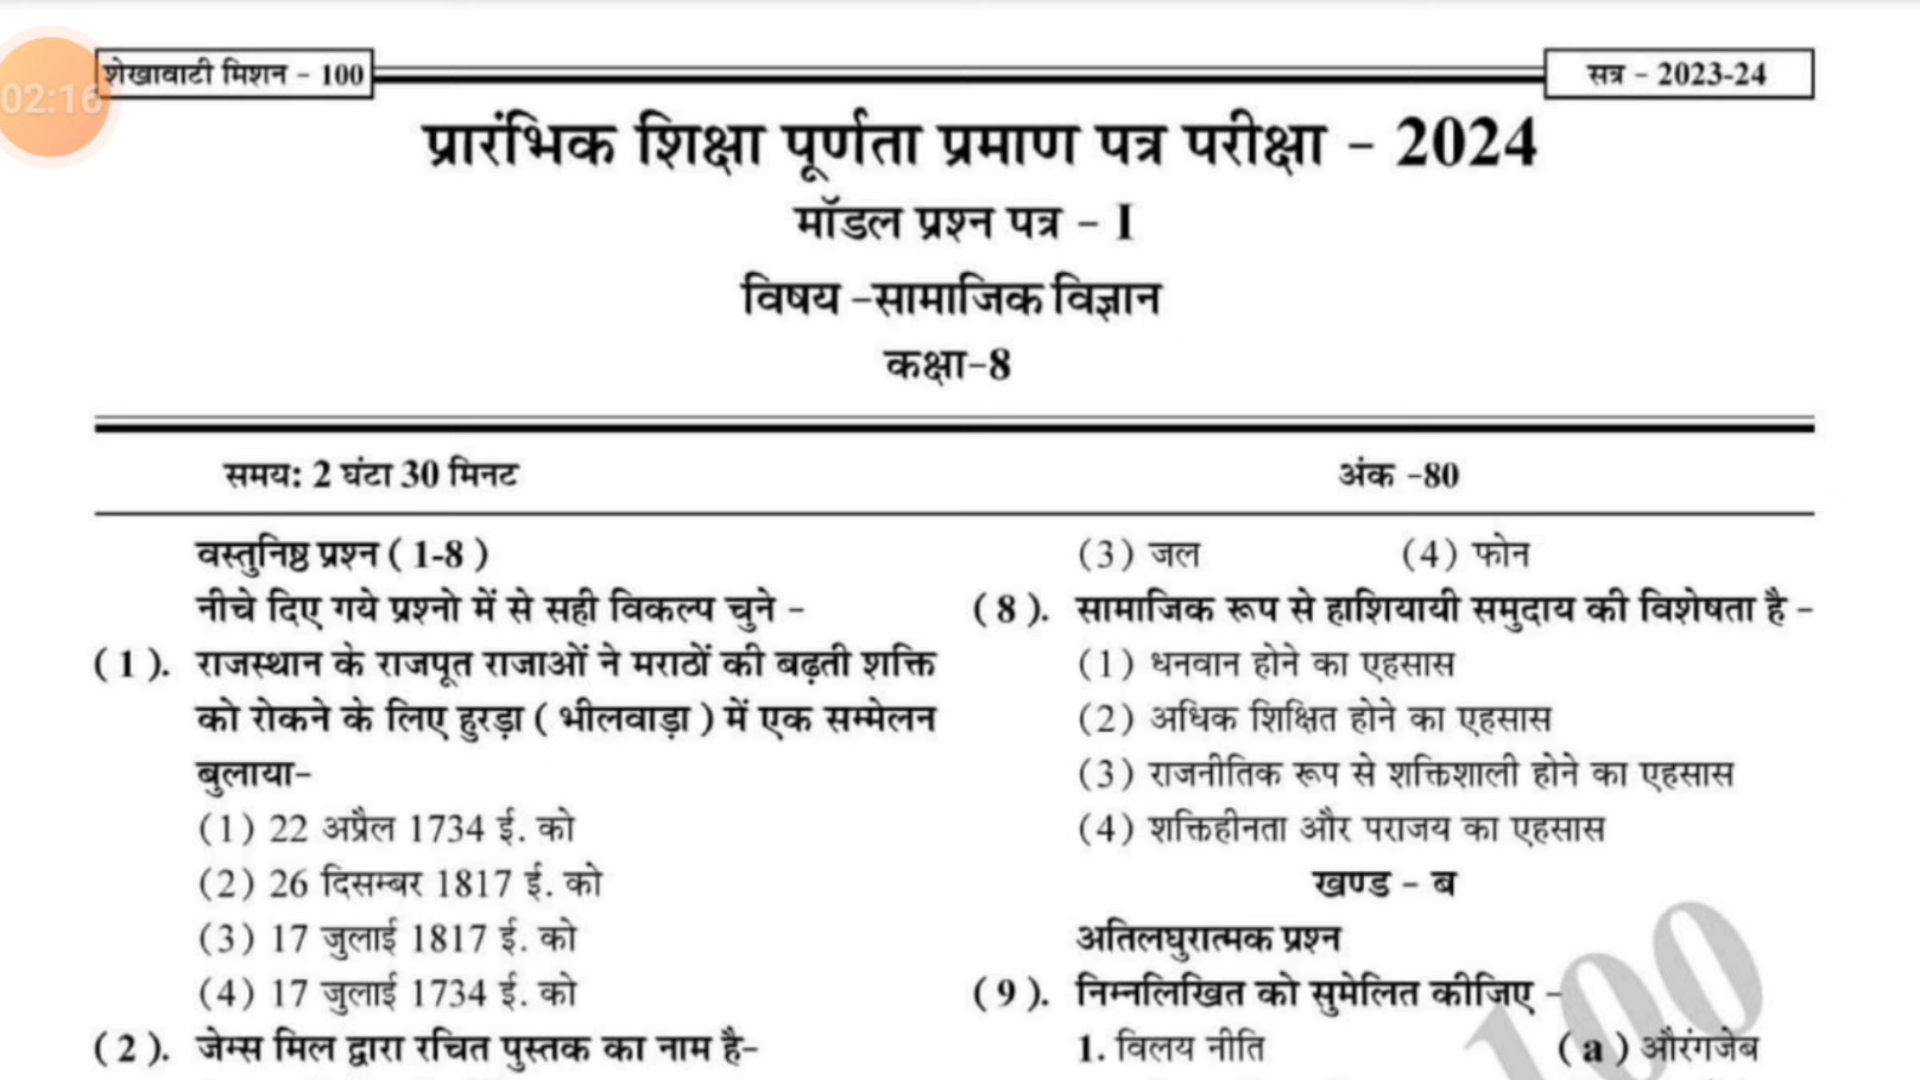 शेखावाटी मिशन - 100
सत्र - 2023-24
02:16
प्रारंभिक शिक्षा पूर्णता प्रमाण पत्र परीक्षा - 2024
मॉडल प्रश्न पत्र - I
विषय -सामाजिक विज्ञान
कक्षा-8
समय: 2 घंटा 30 मिनट
अंक -80
वस्तुनिष्ठ प्रश्न ( 1-8 )
नीचे दिए गये प्रश्नो में से सही विकल्प चुने -
( 1 ). राजस्थान के राजपूत राजाओं ने मराठों की बढ़ती शक्ति
को रोकने के लिए हुरड़ा ( भीलवाड़ा ) में एक सम्मेलन
बुलाया-
(1) 22 अप्रैल 1734 ई. को
(2) 26 दिसम्बर 1817 ई. को
(3) 17 जुलाई 1817 ई. को
(4) 17 जुलाई 1734 ई. को
( 2 ). जेम्स मिल द्वारा रचित पुस्तक का नाम है-
(3) जल (4) फोन
( 8 ). सामाजिक रूप से हाशियायी समुदाय की विशेषता है -
(1) धनवान होने का एहसास
(2) अधिक शिक्षित होने का एहसास
(3) राजनीतिक रूप से शक्तिशाली होने का एहसास
(4) शक्तिहीनता और पराजय का एहसास
खण्ड - ब
अतिलघुरात्मक प्रश्न
( 9 ). निम्नलिखित को सुमेलित कीजिए -
1. विलय नीति ( a ) औरंगजेब
100